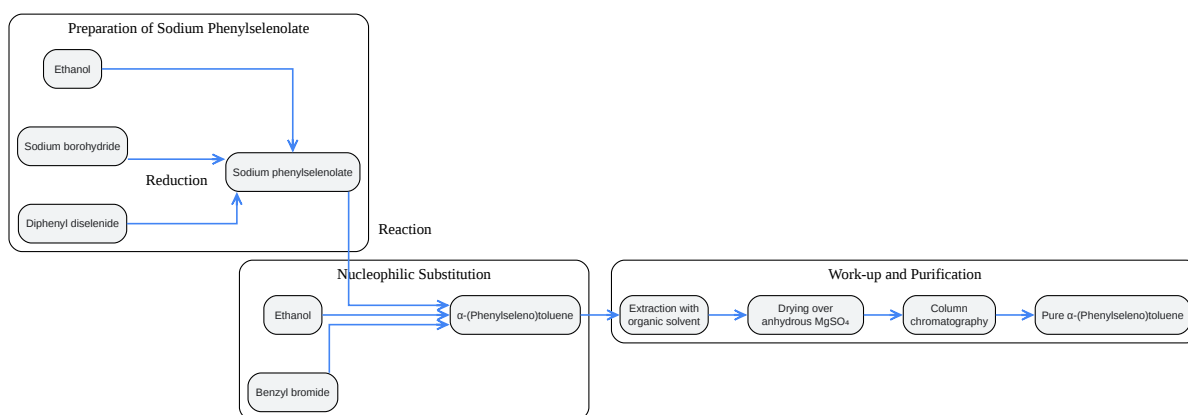 Preparation of Sodium Phenylselenolate
Ethanol
Sodium borohydride
Reduction
Sodium phenylselenolate
Diphenyl diselenide
Reaction
Nucleophilic Substitution
Ethanol
α-(Phenylseleno)toluene
Benzyl bromide
Work-up and Purification
Extraction with
organic solvent
Drying over
anhydrous MgSO₄
Column
chromatography
Pure α-(Phenylseleno)toluene